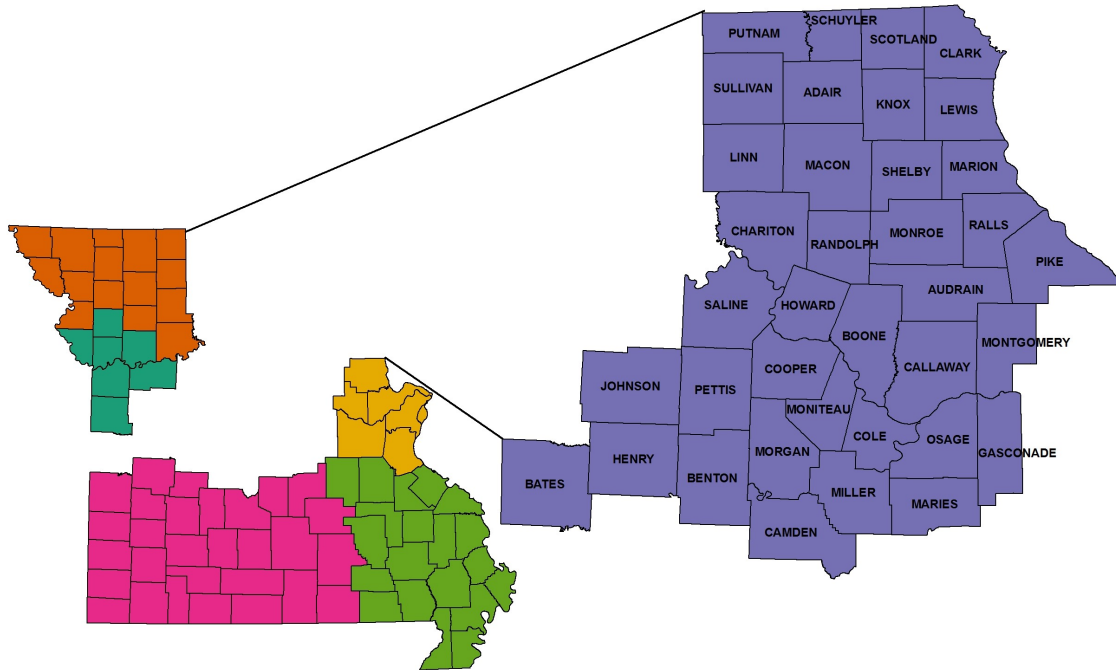 SCHUYLER
PUTNAM
SCOTLAND
CLARK
SULLIVAN
ADAIR
KNOX
LEWIS
LINN
MACON
SHELBY
MARION
CHARITON
RANDOLPH
MONROE
RALLS
PIKE
AUDRAIN
SALINE
HOWARD
BOONE
MONTGOMERY
CALLAWAY
COOPER
JOHNSON
PETTIS
MONITEAU
COLE
OSAGE
GASCONADE
MORGAN
HENRY
BENTON
BATES
MILLER
MARIES
CAMDEN